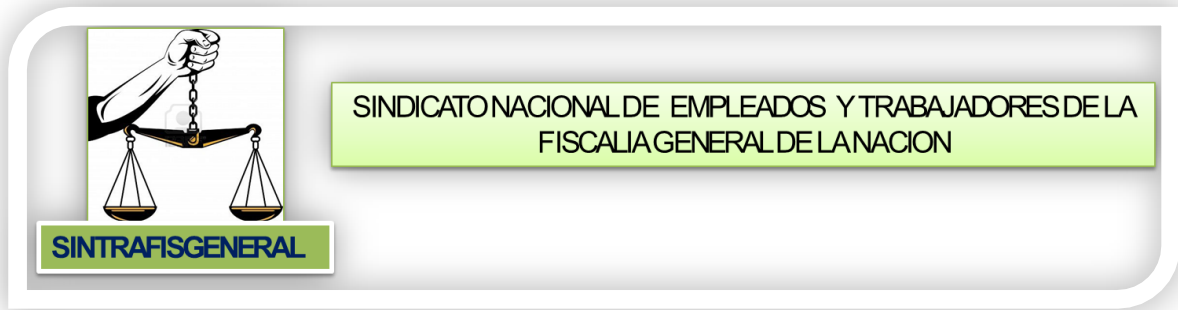 SINDICATO NACIONAL DE EMPLEADOS Y TRABAJADORES DE LA
FISCALIA GENERAL DE LA NACION
SINTRAFISGENERAL